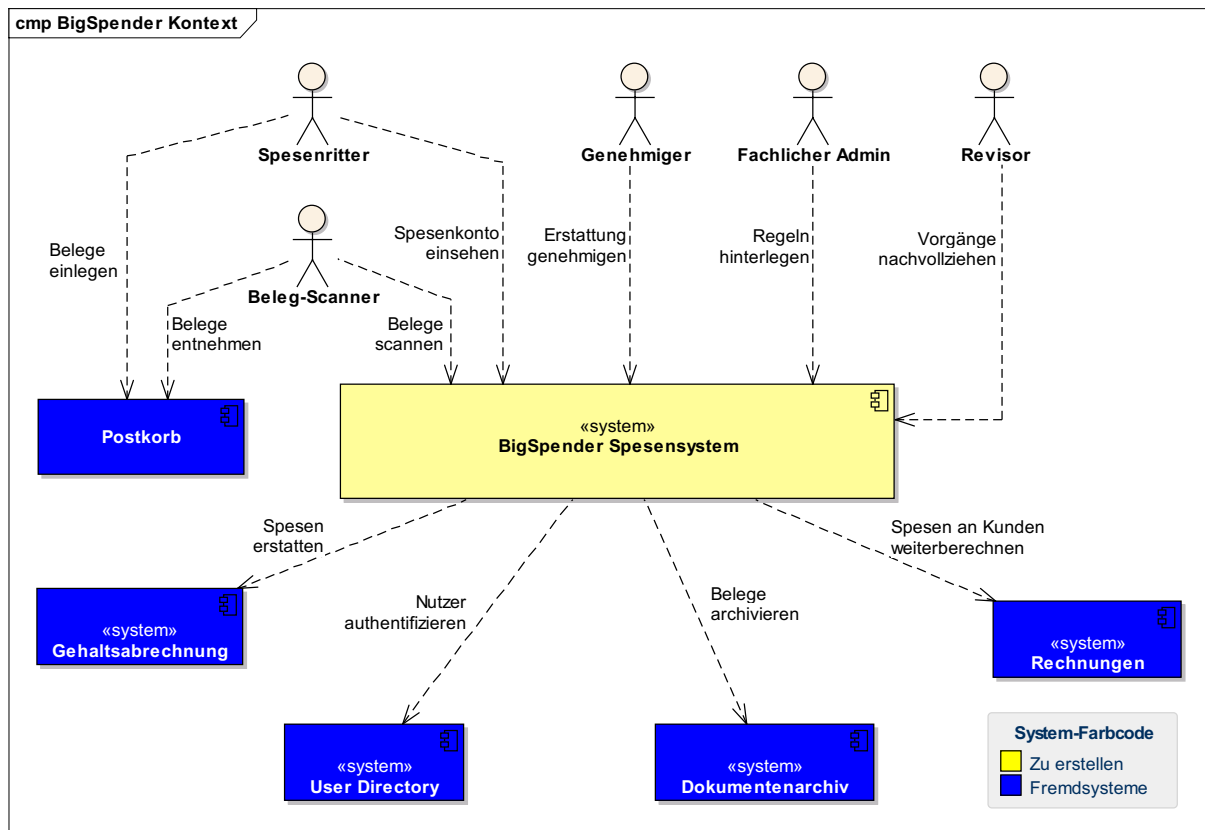 cmp BigSpender Kontext
Spesenritter
Genehmiger
Fachlicher Admin
Revisor
Belege
einlegen
Spesenkonto
einsehen
Erstattung
genehmigen
Regeln
hinterlegen
Vorgänge
nachvollziehen
Beleg-Scanner
Belege
entnehmen
Belege
scannen
Postkorb
«system»
BigSpender Spesensystem
Spesen
erstatten
Nutzer
authentifizieren
Belege
archivieren
Spesen an Kunden
weiterberechnen
«system»
Gehaltsabrechnung
«system»
Rechnungen
«system»
User Directory
«system»
Dokumentenarchiv
System-Farbcode
Zu erstellen
Fremdsysteme